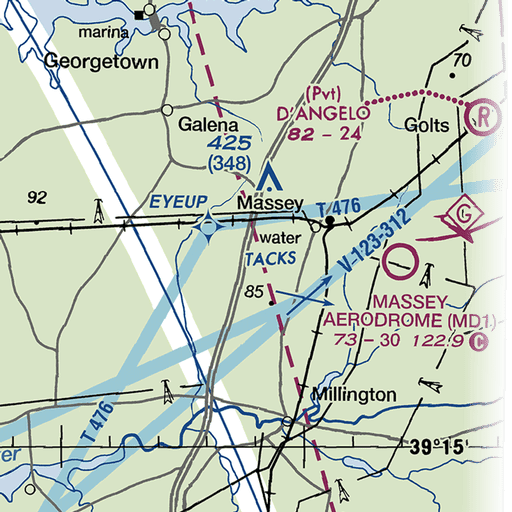 marina
Georgetown
70
(Pvt)
D'ANGELO
82 - 24
R
Galena
Golts
425
(348)
92
EYEUP
Massey
T 476
G
water
TACKS
V-123-312
85
MASSEY
AERODROME (MD1)
73 - 30 122.9 C
Millington
T 476
39°15'